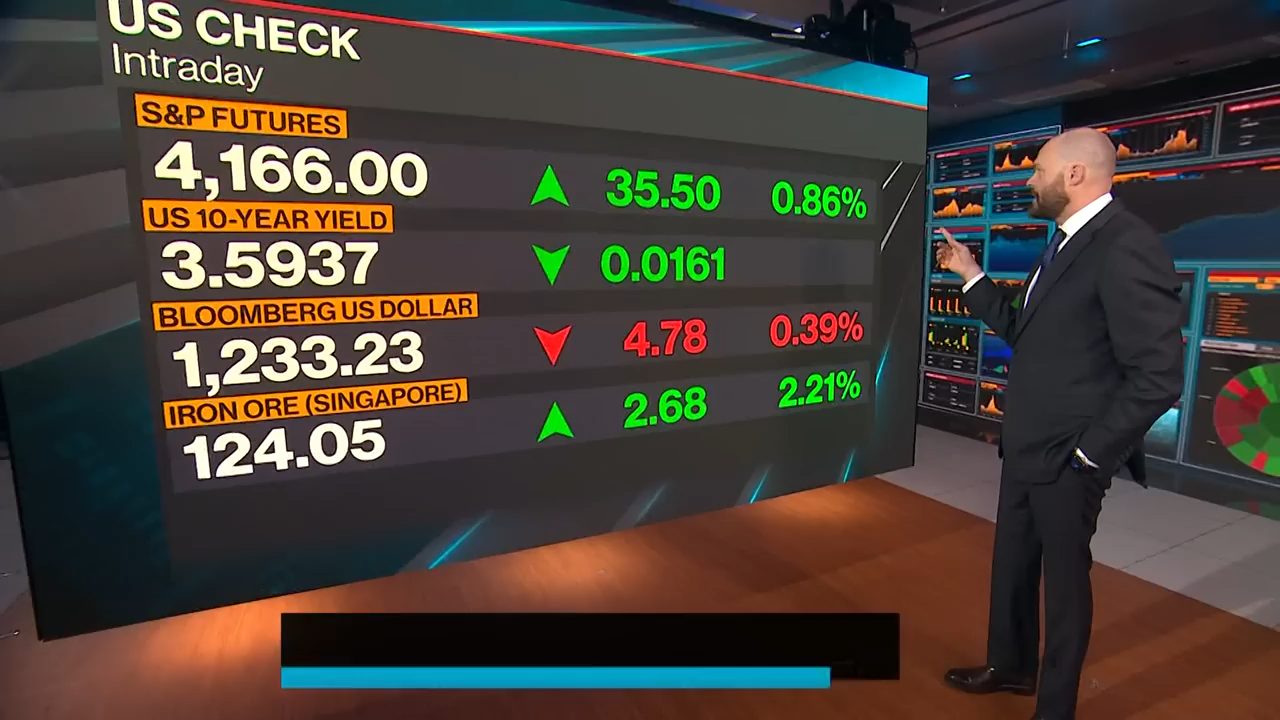 US CHECK
Intraday
S&P FUTURES
4,166.00 ▲ 35.50 0.86%
US 10-YEAR YIELD
3.5937 ▼ 0.0161
BLOOMBERG US DOLLAR
1,233.23 ▼ 4.78 0.39%
IRON ORE (SINGAPORE)
124.05 ▲ 2.68 2.21%